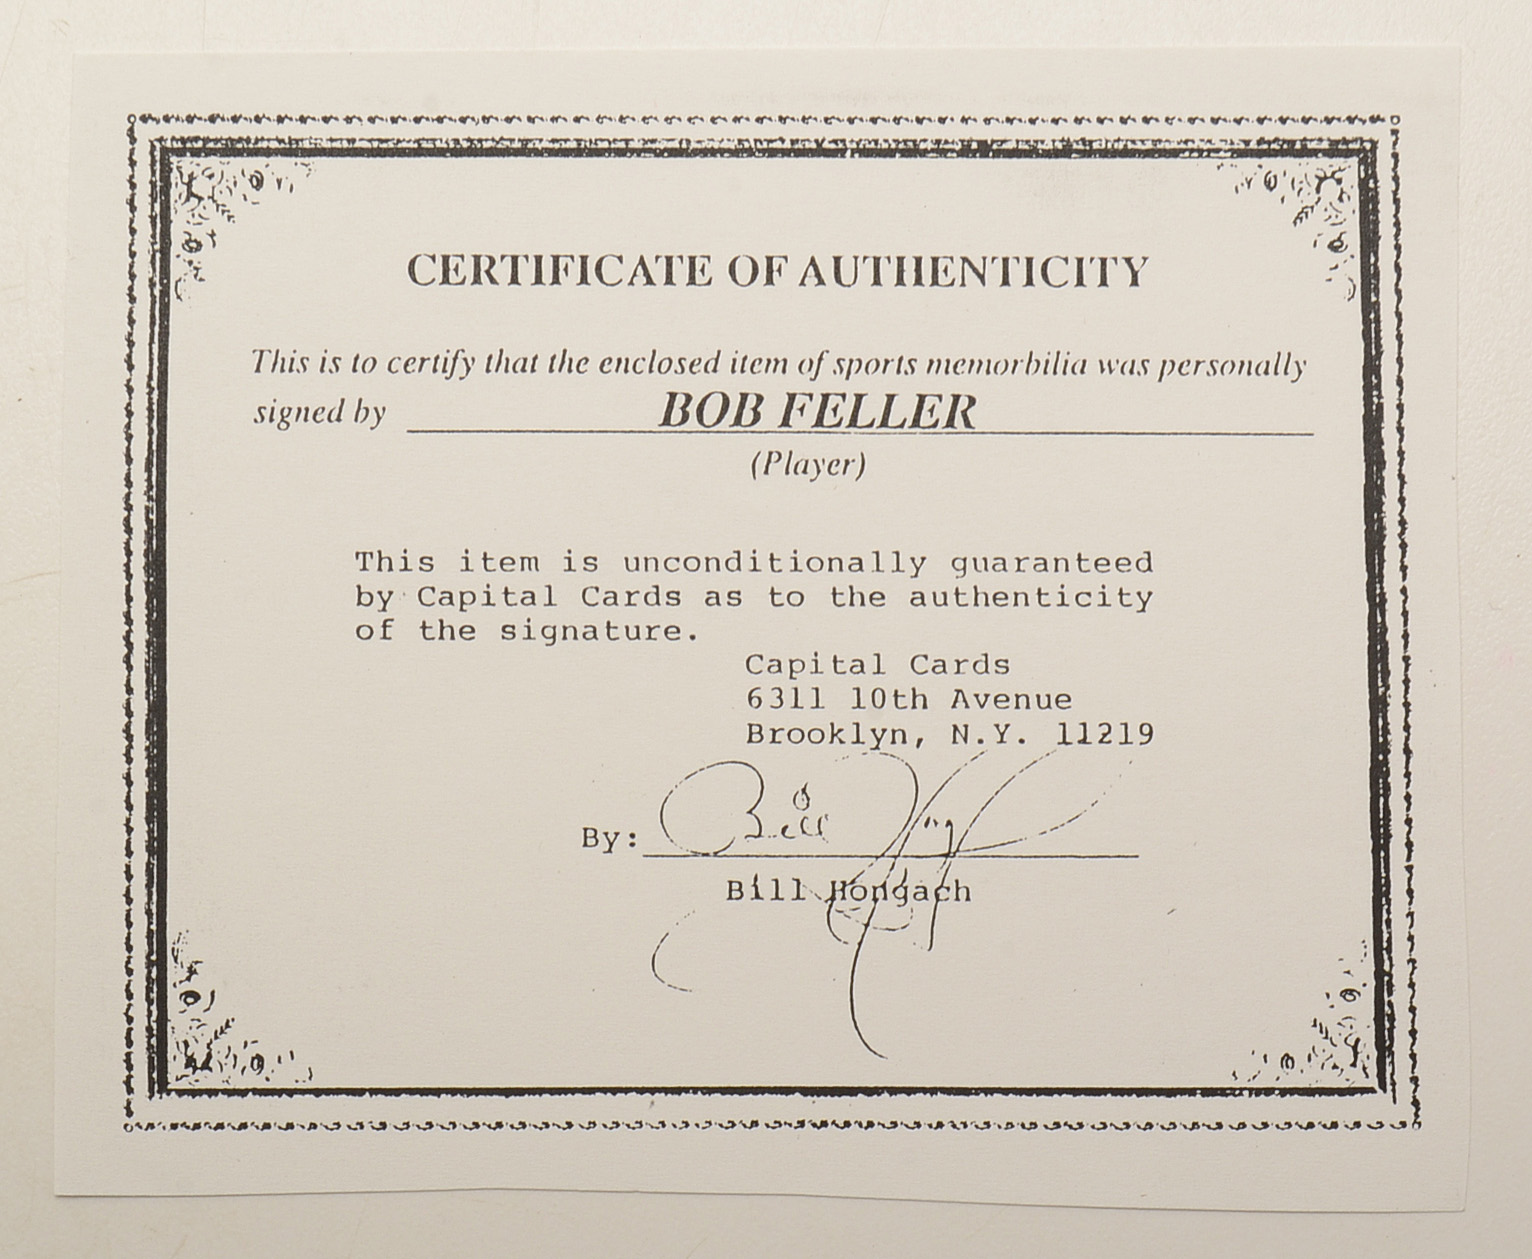 CERTIFICATE OF AUTHENTICITY
This is to certify that the enclosed item of sports memorbilia was personally
signed by BOB FELLER
(Player)
This item is unconditionally guaranteed
by Capital Cards as to the authenticity
of the signature.
Capital Cards
6311 10th Avenue
Brooklyn, N.Y. 11219
By: Bill
Bill Hongach